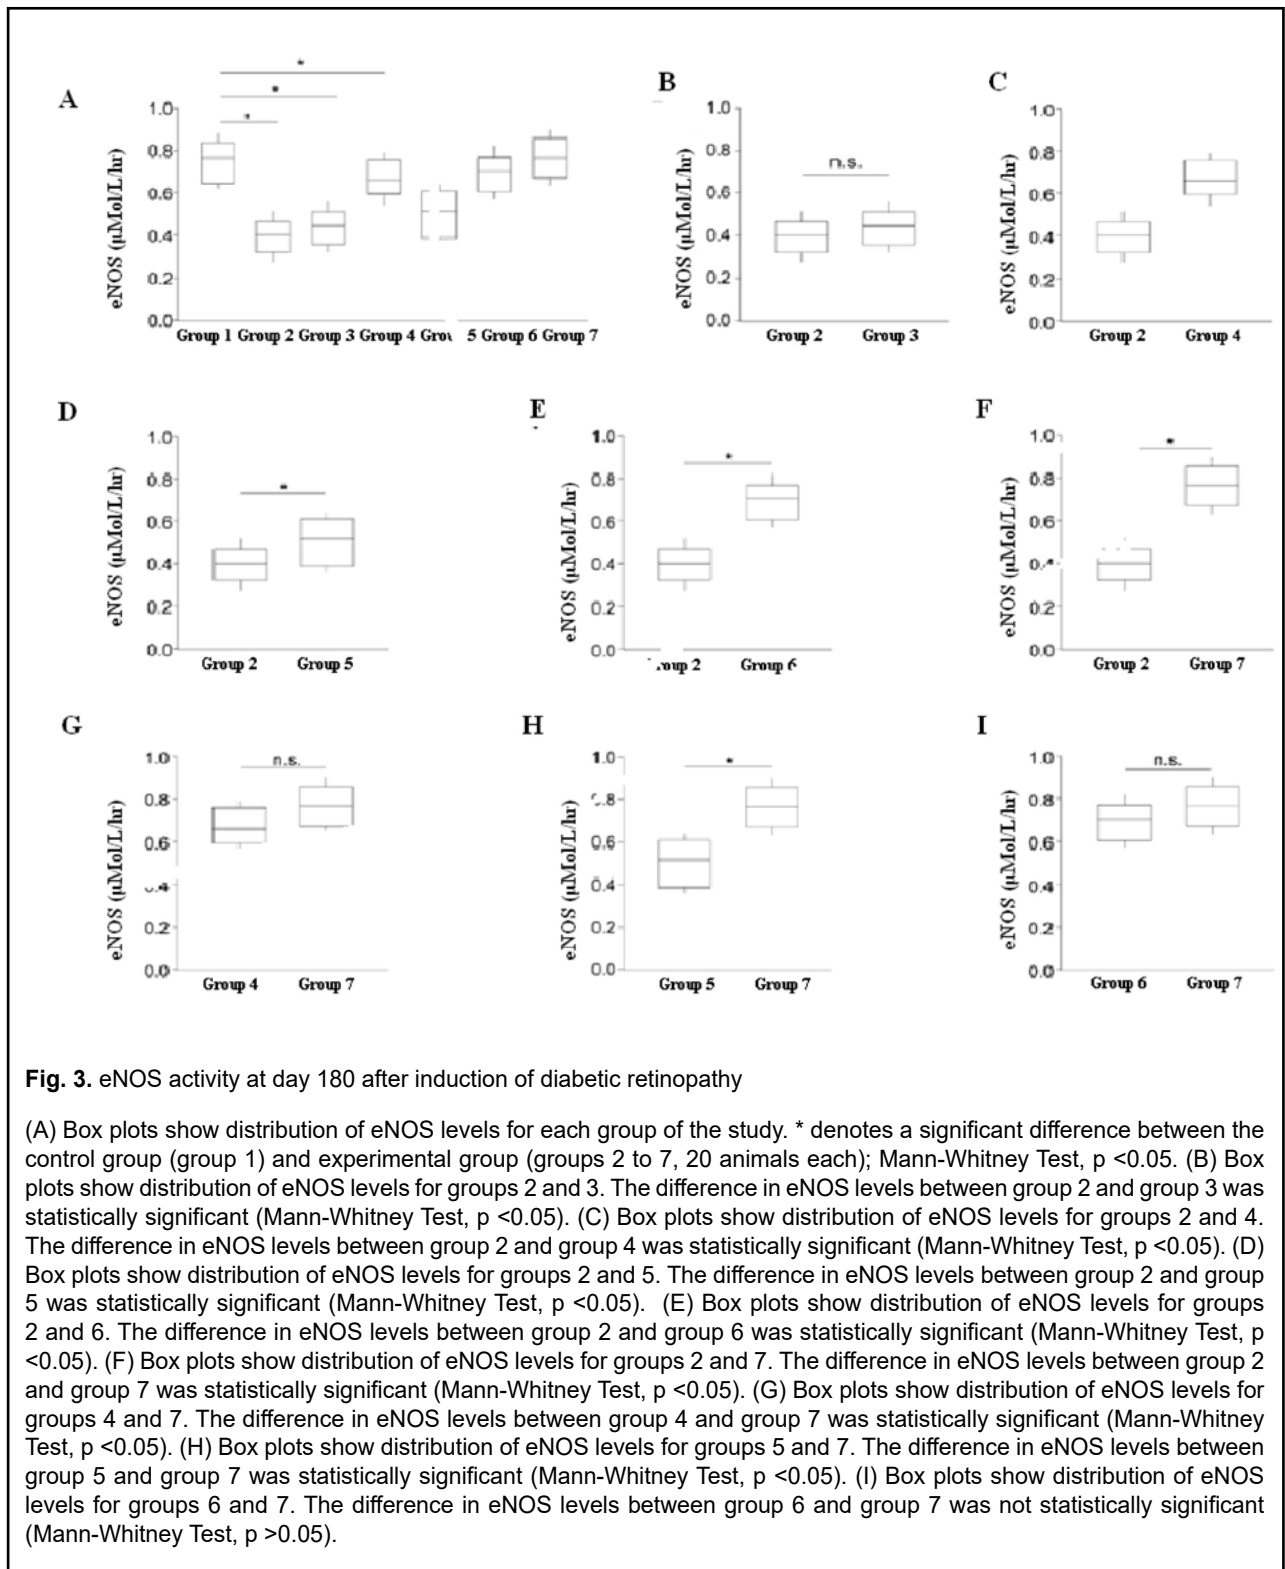 *
*
*
A
1.0
0.8
0.6
0.4
0.2
0.0
eNOS (µMol/L/hr)
Group 1 Group 2 Group 3 Group 4 5 Group 6 Group 7
B
1.0
0.8
0.6
0.4
0.2
0.0
eNOS (µMol/L/hr)
n.s.
Group 2 Group 3
C
1.0
0.8
0.6
0.4
0.2
0.0
eNOS (µMol/L/hr)
Group 2 Group 4
D
1.0
0.8
0.6
0.4
0.2
0.0
eNOS (µMol/L/hr)
*
Group 2 Group 5
E
1.0
0.8
0.6
0.4
0.2
0.0
eNOS (µMol/L/hr)
*
2 Group 6
F
1.0
0.8
0.6
0.2
0.0
eNOS (µMol/L/hr)
*
Group 2 Group 7
G
1.0
0.8
0.6
0.2
0.0
eNOS (µMol/L/hr)
n.s.
Group 4 Group 7
H
1.0
0.6
0.4
0.2
0.0
eNOS (µMol/L/hr)
*
Group 5 Group 7
I
1.0
0.8
0.6
0.4
0.2
0.0
eNOS (µMol/L/hr)
n.s.
Group 6 Group 7
Fig. 3. eNOS activity at day 180 after induction of diabetic retinopathy
(A) Box plots show distribution of eNOS levels for each group of the study. * denotes a significant difference between the
control group (group 1) and experimental group (groups 2 to 7, 20 animals each); Mann-Whitney Test, p <0.05. (B) Box
plots show distribution of eNOS levels for groups 2 and 3. The difference in eNOS levels between group 2 and group 3 was
statistically significant (Mann-Whitney Test, p <0.05). (C) Box plots show distribution of eNOS levels for groups 2 and 4.
The difference in eNOS levels between group 2 and group 4 was statistically significant (Mann-Whitney Test, p <0.05). (D)
Box plots show distribution of eNOS levels for groups 2 and 5. The difference in eNOS levels between group 2 and group
5 was statistically significant (Mann-Whitney Test, p <0.05). (E) Box plots show distribution of eNOS levels for groups
2 and 6. The difference in eNOS levels between group 2 and group 6 was statistically significant (Mann-Whitney Test, p
<0.05). (F) Box plots show distribution of eNOS levels for groups 2 and 7. The difference in eNOS levels between group 2
and group 7 was statistically significant (Mann-Whitney Test, p <0.05). (G) Box plots show distribution of eNOS levels for
groups 4 and 7. The difference in eNOS levels between group 4 and group 7 was statistically significant (Mann-Whitney
Test, p <0.05). (H) Box plots show distribution of eNOS levels for groups 5 and 7. The difference in eNOS levels between
group 5 and group 7 was statistically significant (Mann-Whitney Test, p <0.05). (I) Box plots show distribution of eNOS
levels for groups 6 and 7. The difference in eNOS levels between group 6 and group 7 was not statistically significant
(Mann-Whitney Test, p >0.05).